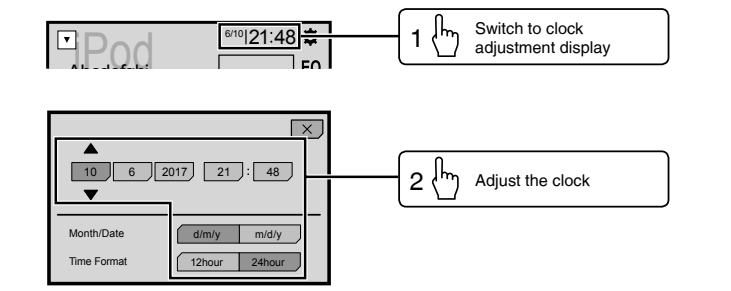 iPod
6/10 21:48
1 Switch to clock
adjustment display
10 6 2017 21 : 48
2 Adjust the clock
Month/Date d/m/y m/d/y
Time Format 12hour 24hour